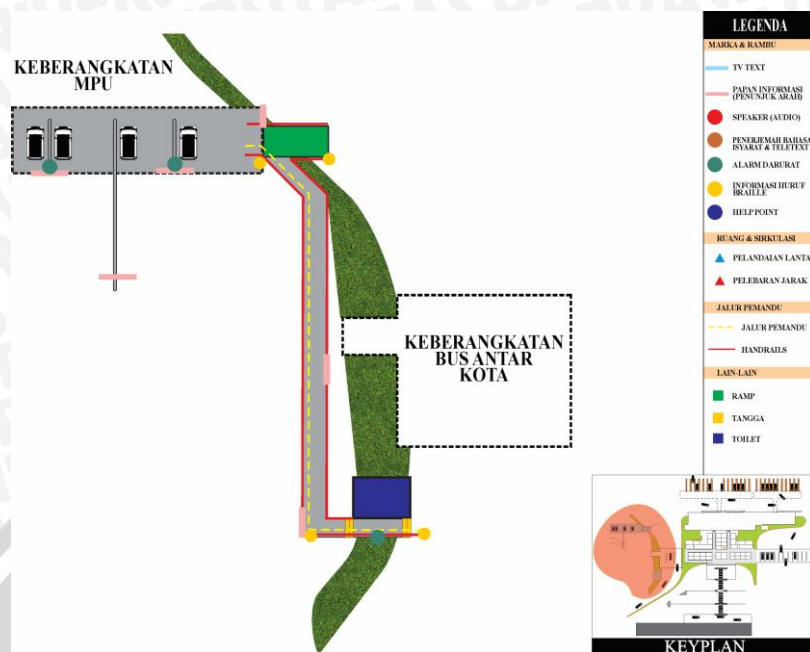 KEBERANGKATAN
MPU
KEBERANGKATAN
BUS ANTAR
KOTA
LEGENDA
MARKA & RAMBU
TV TEXT
PAPAN INFORMASI
(PENUNJUK ARAH)
SPEAKER (AUDIO)
PENERJEMAH BAHASA
ISYARAT & TELETEXT
ALARM DARURAT
INFORMASI HURUF
BRAILLE
HELP POINT
RUANG & SIRKULASI
PELANDAIAN LANTA
PELEBARAN JARAK
JALUR PEMANDU
JALUR PEMANDU
HANDRAILS
LAIN-LAIN
RAMP
TANGGA
TOILET
KEYPLAN